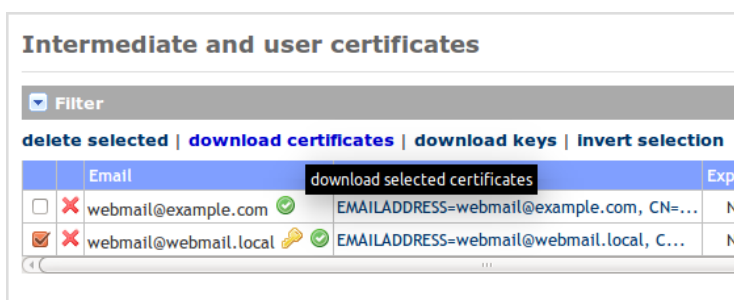 Intermediate and user certificates
Filter
delete selected | download certificates | download keys | invert selection
Email
download selected certificates
Exp
webmail@example.com EMAILADDRESS=webmail@example.com, CN=... N
webmail@webmail.local EMAILADDRESS=webmail@webmail.local, C... N